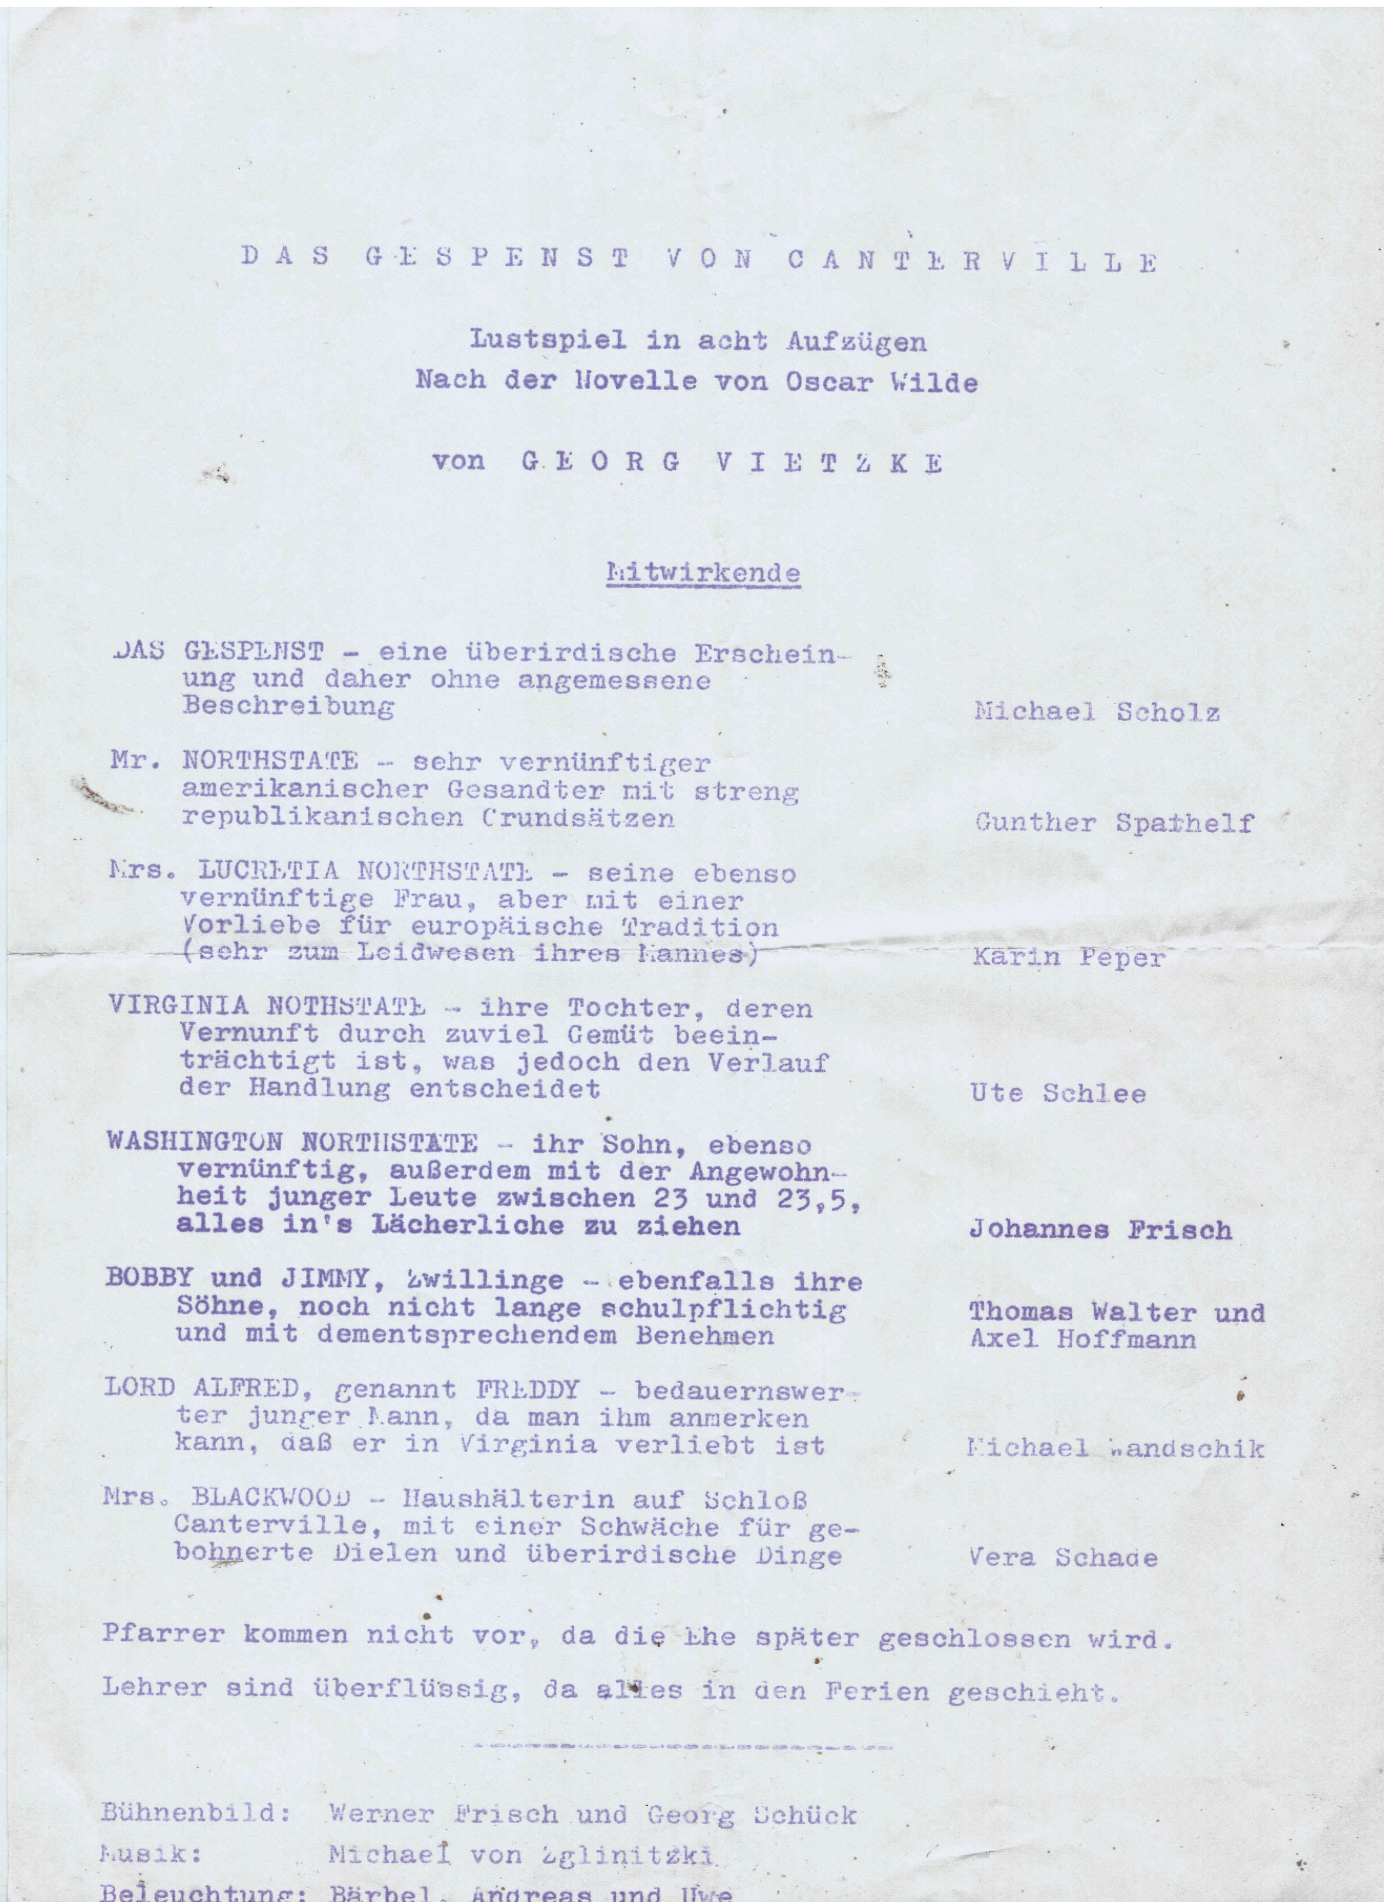 DAS GESPENST VON CANTERVILLE
Lustspiel in acht Aufzügen
Nach der Novelle von Oscar Wilde
von GEORG VIETZKE
Mitwirkende
DAS GESPENST - eine überirdische Erschein-
ung und daher ohne angemessene
Beschreibung Michael Scholz
Mr. NORTHSTATE - sehr vernünftiger
amerikanischer Gesandter mit streng
republikanischen Grundsätzen Gunther Spathelf
Mrs. LUCRETIA NORTHSTATE - seine ebenso
vernünftige Frau, aber mit einer
Vorliebe für europäische Tradition
(sehr zum Leidwesen ihres Mannes) Karin Peper
VIRGINIA NOTHSTATE - ihre Tochter, deren
Vernunft durch zuviel Gemüt beein-
trächtigt ist, was jedoch den Verlauf
der Handlung entscheidet Ute Schlee
WASHINGTON NORTHSTATE - ihr Sohn, ebenso
vernünftig, außerdem mit der Angewohn-
heit junger Leute zwischen 23 und 23,5,
alles in's Lächerliche zu ziehen Johannes Frisch
BOBBY und JIMMY, Zwillinge - ebenfalls ihre
Söhne, noch nicht lange schulpflichtig Thomas Walter und
und mit dementsprechendem Benehmen Axel Hoffmann
LORD ALFRED, genannt FREDDY - bedauernswer-
ter junger Mann, da man ihm anmerken
kann, daß er in Virginia verliebt ist Michael Wandschik
Mrs. BLACKWOOD - Haushälterin auf Schloß
Canterville, mit einer Schwäche für ge-
bohnerte Dielen und überirdische Dinge Vera Schade
Pfarrer kommen nicht vor, da die Ehe später geschlossen wird.
Lehrer sind überflüssig, da alles in den Ferien geschieht.
Bühnenbild: Werner Frisch und Georg Schück
Musik: Michael von Zglinitzki
Beleuchtung: Bärbel, Andreas und Uwe